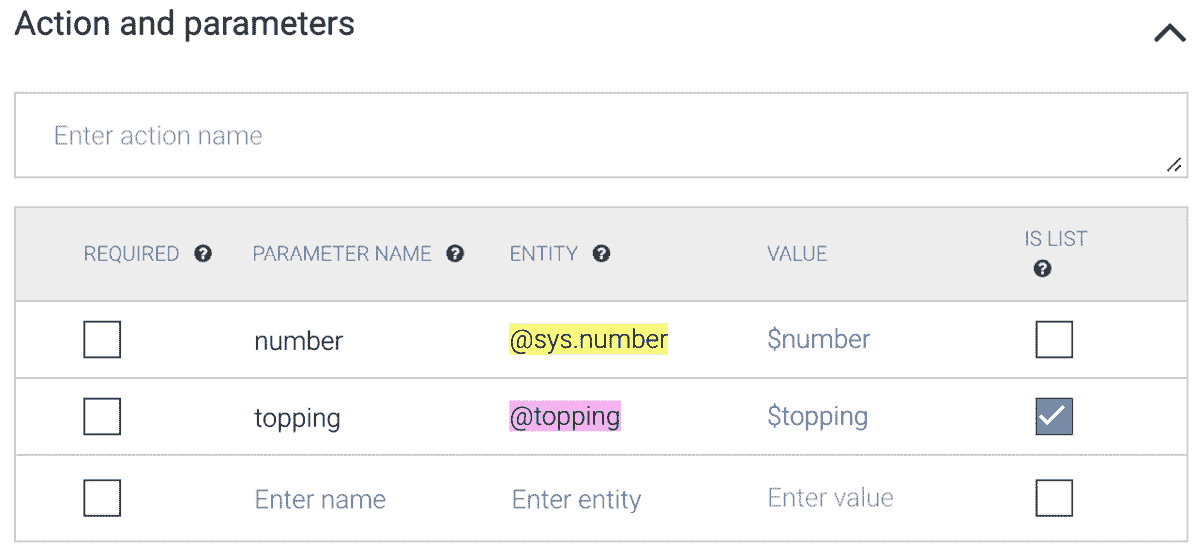 Action and parameters
Enter action name
REQUIRED ? PARAMETER NAME ? ENTITY ? VALUE IS LIST ?
number @sys.number $number
topping @topping $topping
Enter name Enter entity Enter value